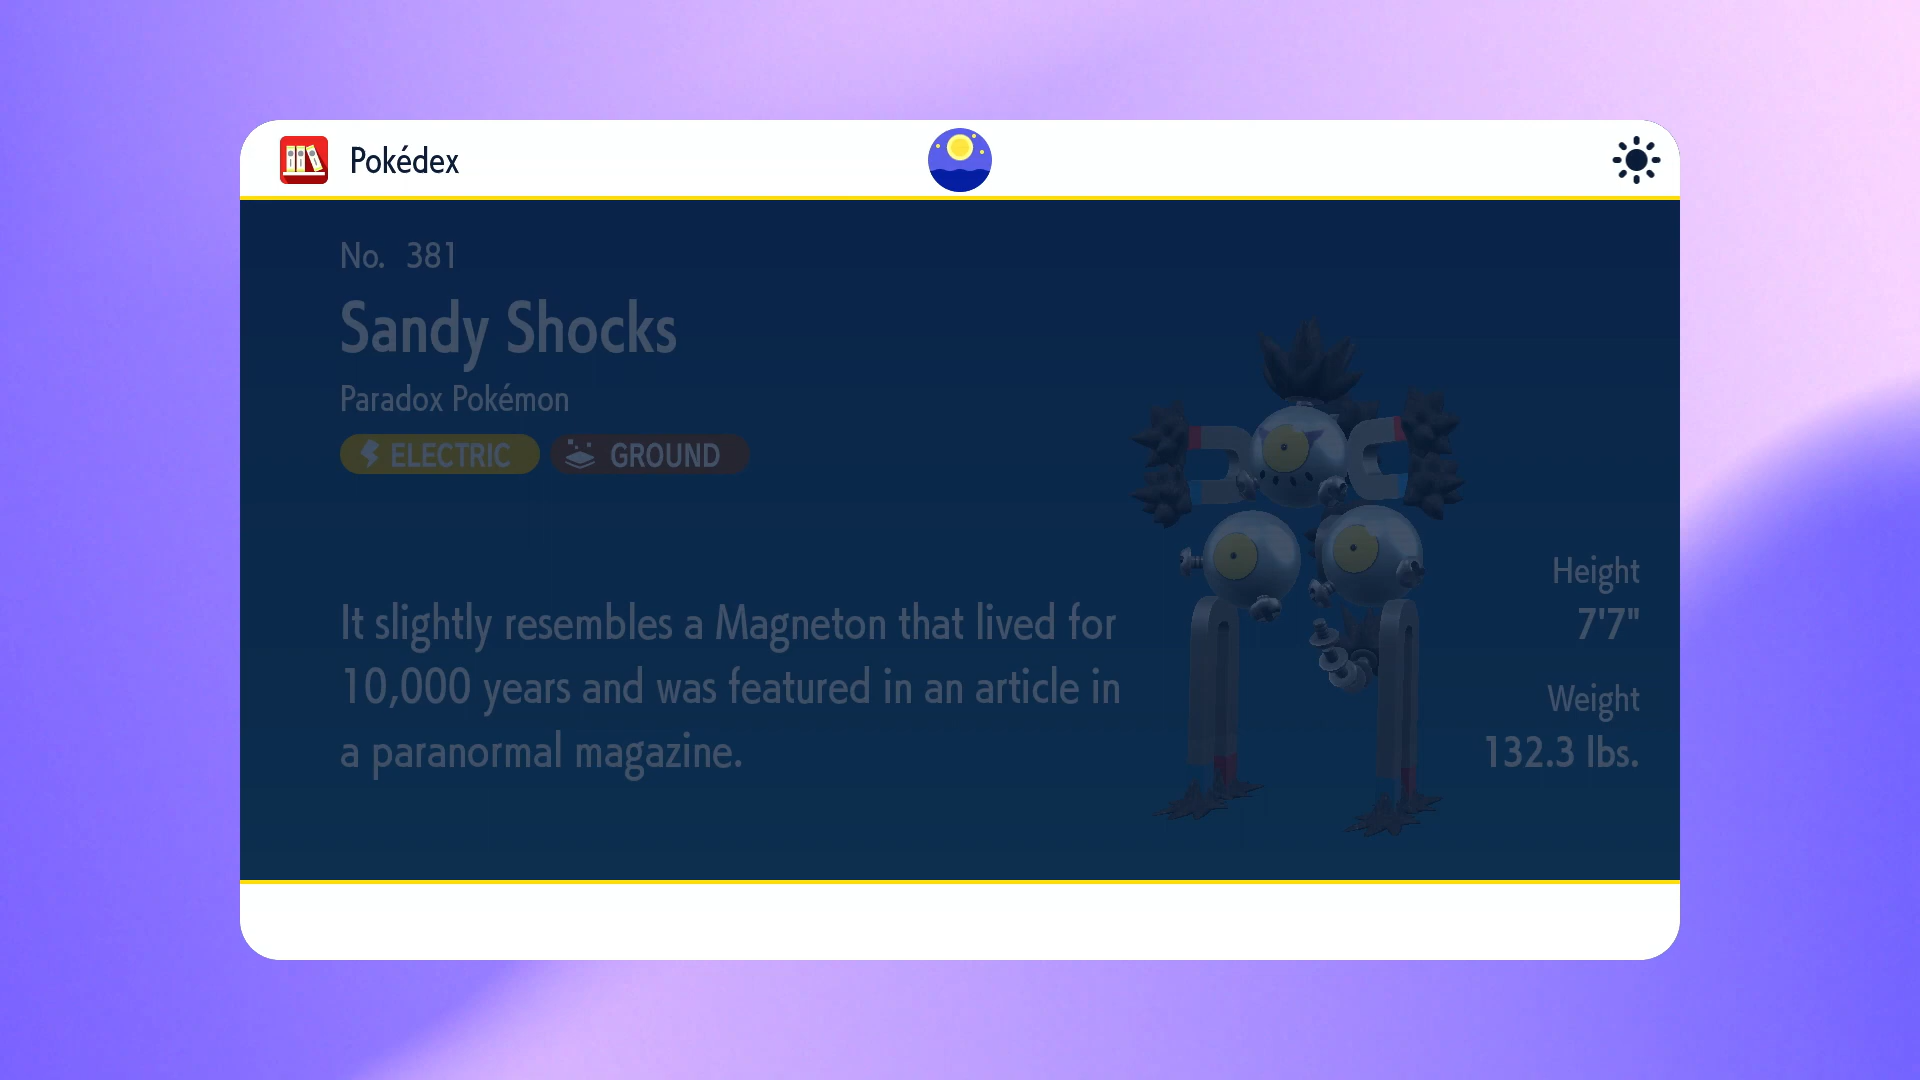 Pokédex
No. 381
Sandy Shocks
Paradox Pokémon
ELECTRIC GROUND
It slightly resembles a Magneton that lived for
10,000 years and was featured in an article in
a paranormal magazine.
Height
7'7"
Weight
132.3 lbs.